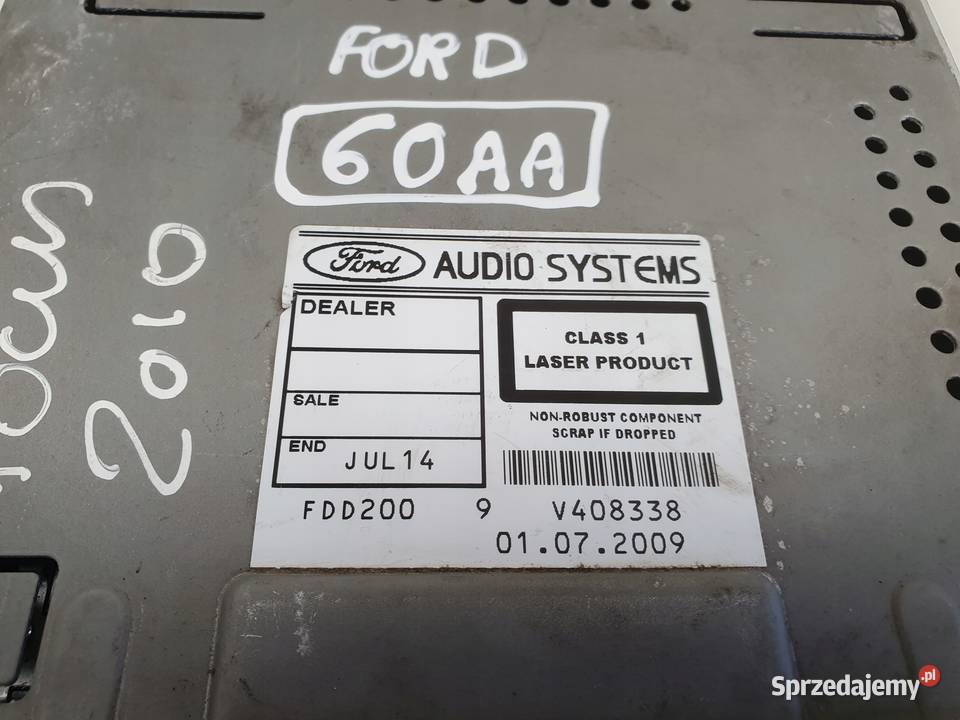 FORD
60AA
Focus
2010
Ford AUDIO SYSTEMS
DEALER
SALE
END JUL14
CLASS 1
LASER PRODUCT
NON-ROBUST COMPONENT
SCRAP IF DROPPED
FDD200 9 V408338
01.07.2009
Sprzedajemy.pl